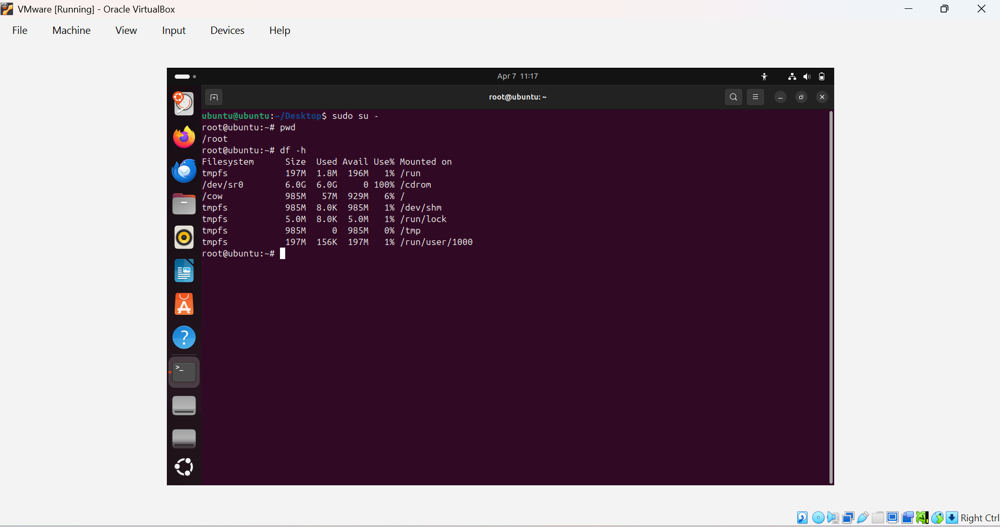 VMware [Running] - Oracle VirtualBox
File Machine View Input Devices Help
Apr 7 11:17
root@ubuntu: ~
ubuntu@ubuntu:~/Desktop$ sudo su -
root@ubuntu:~# pwd
/root
root@ubuntu:~# df -h
Filesystem      Size  Used Avail Use% Mounted on
tmpfs           197M  1.8M  196M   1% /run
/dev/sr0        6.0G  6.0G     0 100% /cdrom
/cow            985M   57M  929M   6% /
tmpfs           985M  8.0K  985M   1% /dev/shm
tmpfs           5.0M  8.0K  5.0M   1% /run/lock
tmpfs           985M     0  985M   0% /tmp
tmpfs           197M  156K  197M   1% /run/user/1000
root@ubuntu:~#
Right Ctrl